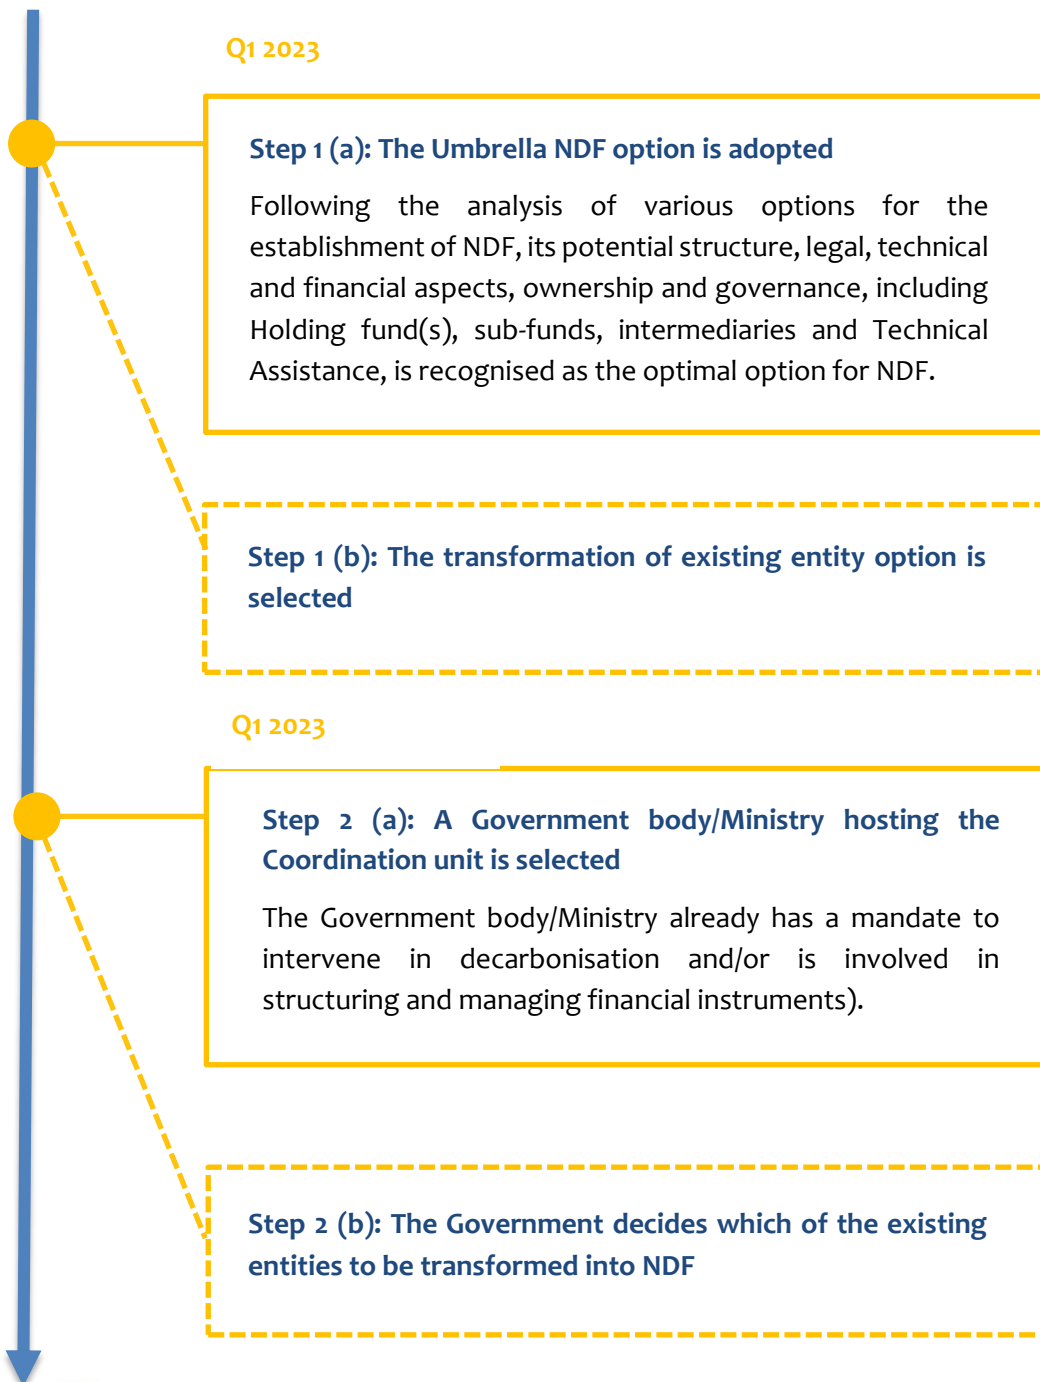 Q1 2023
Step 1 (a): The Umbrella NDF option is adopted
Following the analysis of various options for the
establishment of NDF, its potential structure, legal, technical
and financial aspects, ownership and governance, including
Holding fund(s), sub-funds, intermediaries and Technical
Assistance, is recognised as the optimal option for NDF.
Step 1 (b): The transformation of existing entity option is
selected
Q1 2023
Step 2 (a): A Government body/Ministry hosting the
Coordination unit is selected
The Government body/Ministry already has a mandate to
intervene in decarbonisation and/or is involved in
structuring and managing financial instruments).
Step 2 (b): The Government decides which of the existing
entities to be transformed into NDF